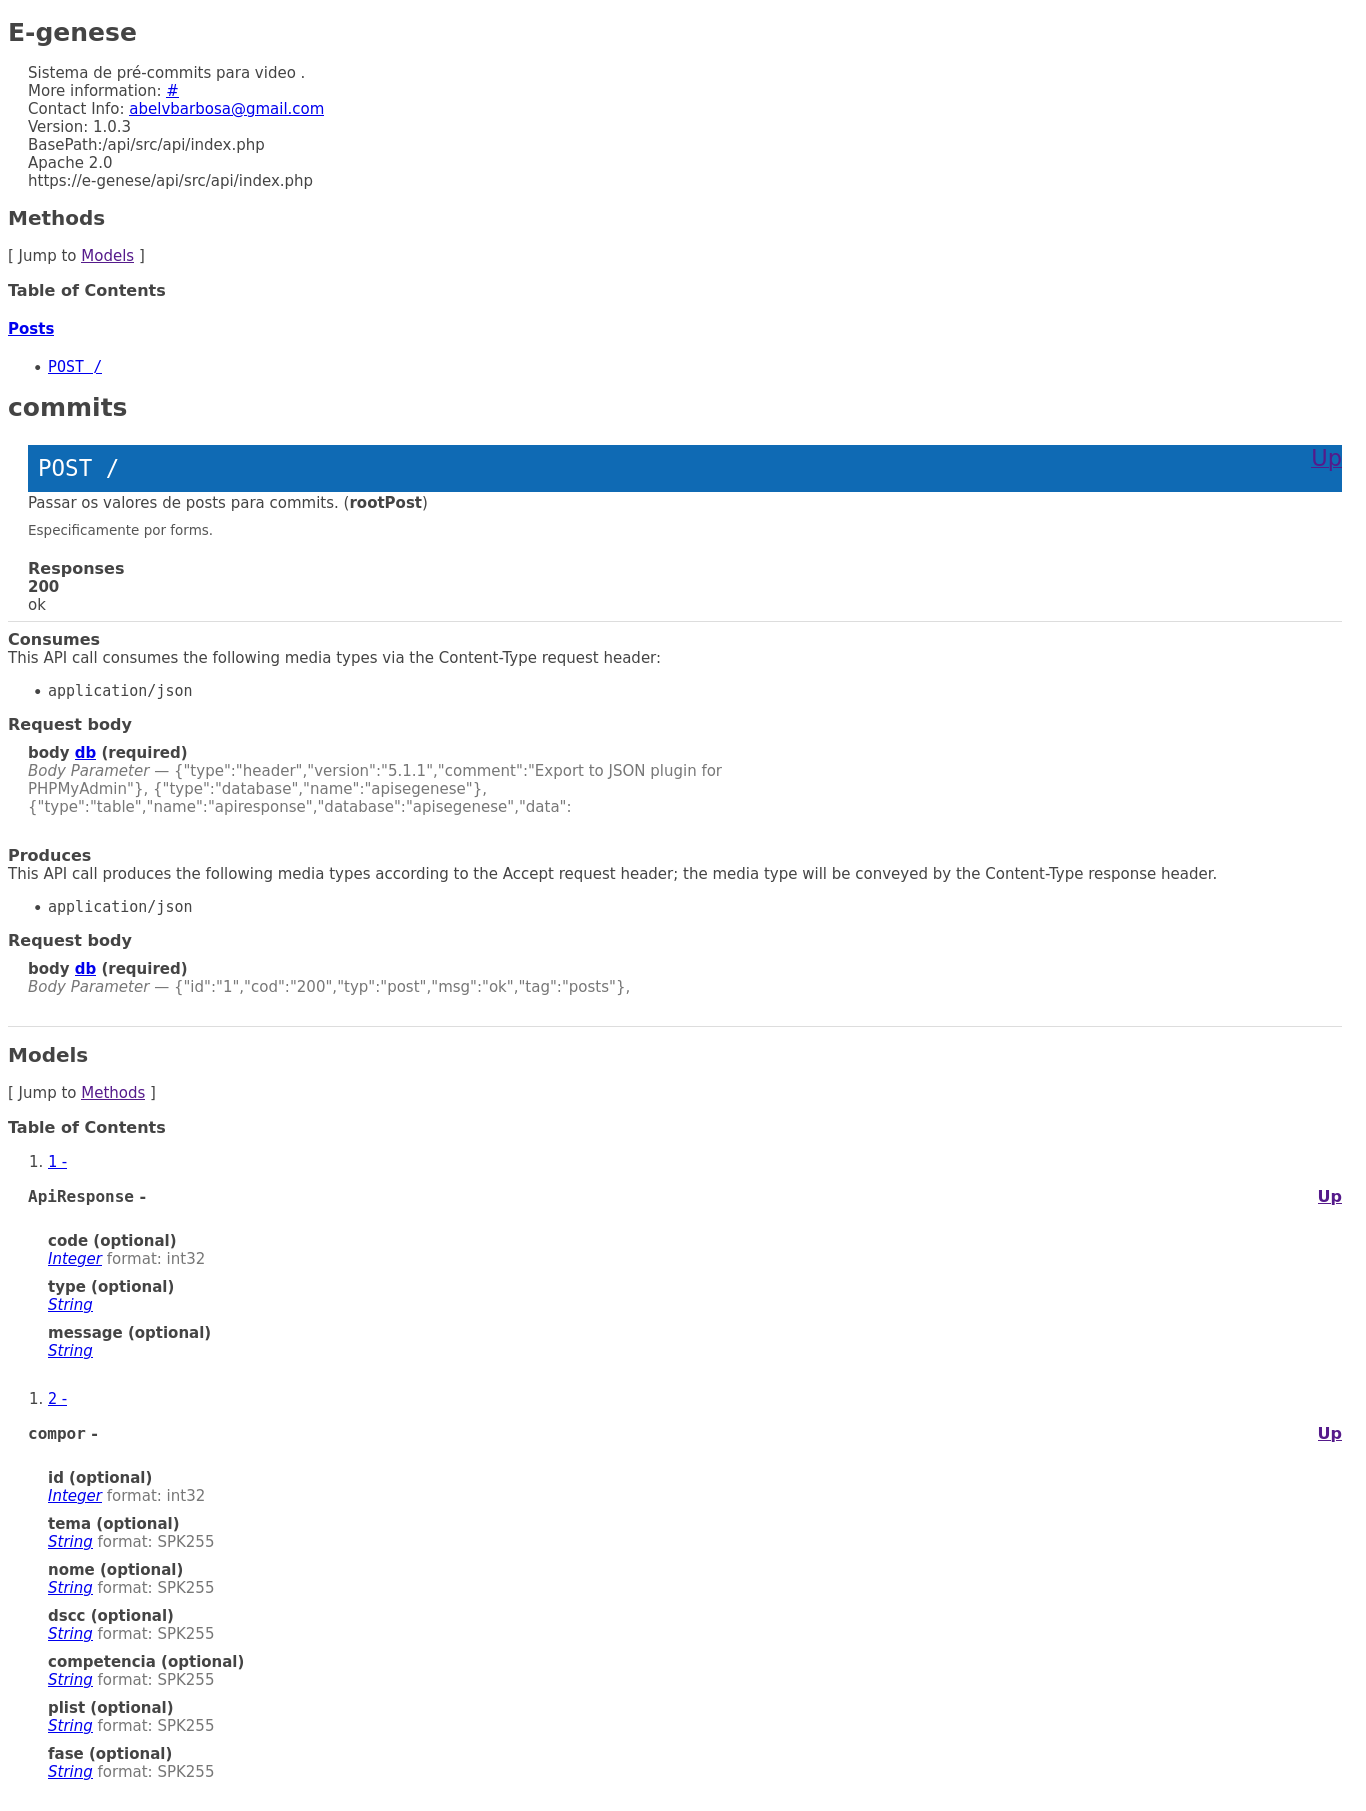 E-genese
Sistema de pré-commits para video .
More information: #
Contact Info: abelvbarbosa@gmail.com
Version: 1.0.3
BasePath:/api/src/api/index.php
Apache 2.0
https://e-genese/api/src/api/index.php
Methods
[ Jump to Models ]
Table of Contents
Posts
• POST /
commits
POST /
Up
Passar os valores de posts para commits. (rootPost)
Especificamente por forms.
Responses
200
ok
Consumes
This API call consumes the following media types via the Content-Type request header:
• application/json
Request body
body db (required)
Body Parameter — {"type":"header","version":"5.1.1","comment":"Export to JSON plugin for
PHPMyAdmin"}, {"type":"database","name":"apisegenese"},
{"type":"table","name":"apiresponse","database":"apisegenese","data":
Produces
This API call produces the following media types according to the Accept request header; the media type will be conveyed by the Content-Type response header.
• application/json
Request body
body db (required)
Body Parameter — {"id":"1","cod":"200","typ":"post","msg":"ok","tag":"posts"},
Models
[ Jump to Methods ]
Table of Contents
1. 1 -
ApiResponse -
Up
code (optional)
Integer format: int32
type (optional)
String
message (optional)
String
1. 2 -
compor -
Up
id (optional)
Integer format: int32
tema (optional)
String format: SPK255
nome (optional)
String format: SPK255
dscc (optional)
String format: SPK255
competencia (optional)
String format: SPK255
plist (optional)
String format: SPK255
fase (optional)
String format: SPK255